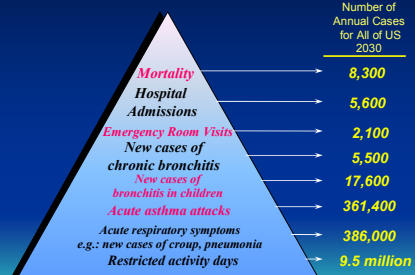 Number of
Annual Cases
for All of US
2030
Mortality
8,300
Hospital
Admissions
5,600
Emergency Room Visits
2,100
New cases of
chronic bronchitis
5,500
New cases of
bronchitis in children
17,600
Acute asthma attacks
361,400
Acute respiratory symptoms
e.g.: new cases of croup, pneumonia
386,000
Restricted activity days
9.5 million